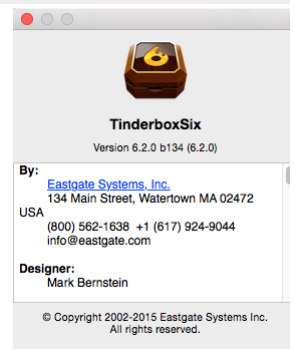 6
TinderboxSix
Version 6.2.0 b134 (6.2.0)
By:
Eastgate Systems, Inc.
134 Main Street, Watertown MA 02472
USA
(800) 562-1638  +1 (617) 924-9044
info@eastgate.com
Designer:
Mark Bernstein
© Copyright 2002-2015 Eastgate Systems Inc.
All rights reserved.